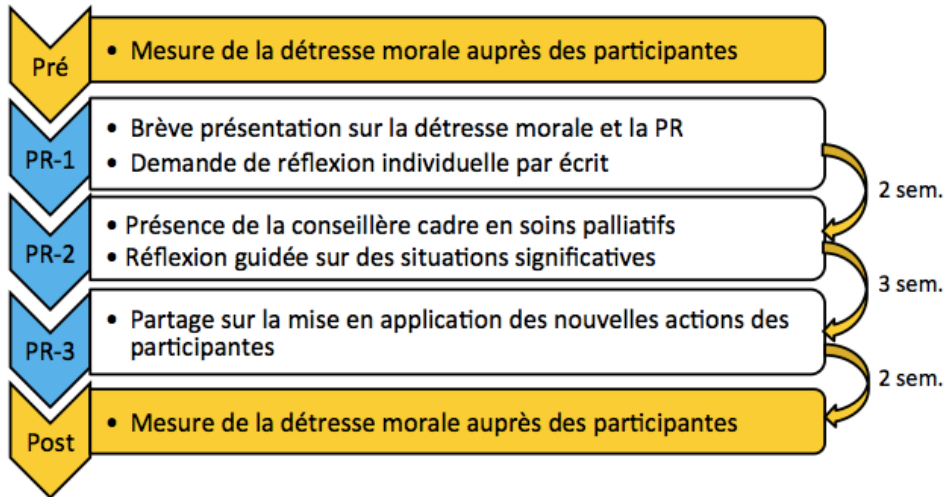 Pré
• Mesure de la détresse morale auprès des participantes
PR-1
• Brève présentation sur la détresse morale et la PR
• Demande de réflexion individuelle par écrit
2 sem.
PR-2
• Présence de la conseillère cadre en soins palliatifs
• Réflexion guidée sur des situations significatives
3 sem.
PR-3
• Partage sur la mise en application des nouvelles actions des
participantes
2 sem.
Post
• Mesure de la détresse morale auprès des participantes